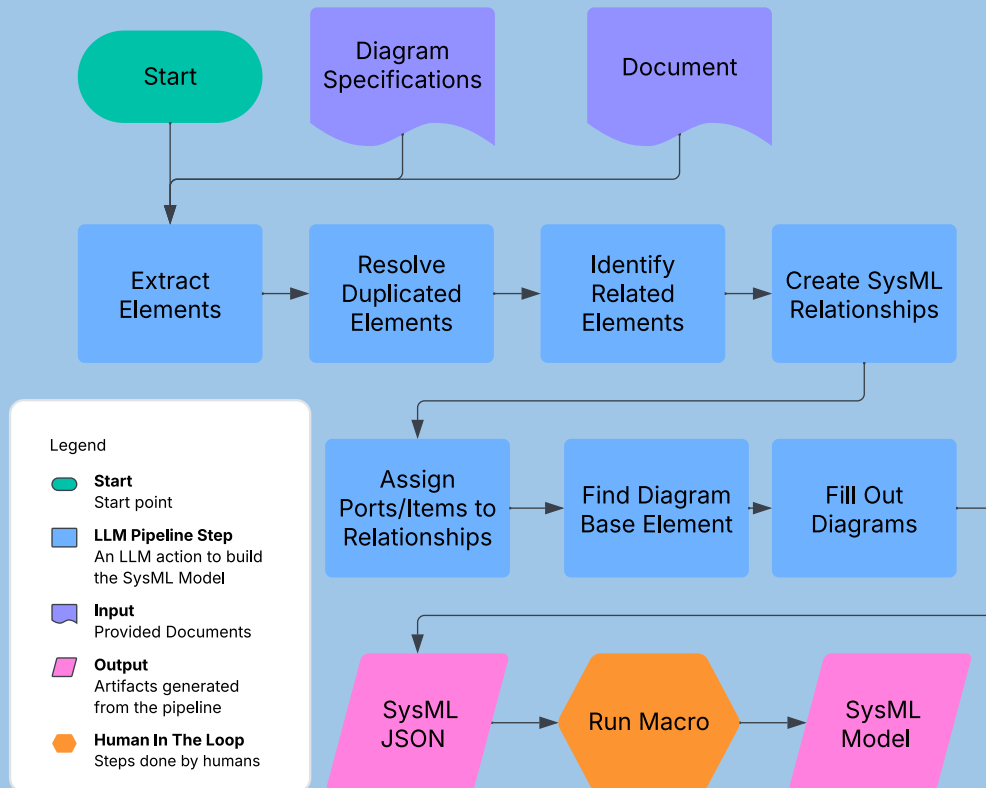 Start
Diagram
Specifications
Document
Extract
Elements
Resolve
Duplicated
Elements
Identify
Related
Elements
Create SysML
Relationships
Assign
Ports/Items to
Relationships
Find Diagram
Base Element
Fill Out
Diagrams
SysML
JSON
Run Macro
SysML
Model
Legend
Start
Start point
LLM Pipeline Step
An LLM action to build
the SysML Model
Input
Provided Documents
Output
Artifacts generated
from the pipeline
Human In The Loop
Steps done by humans